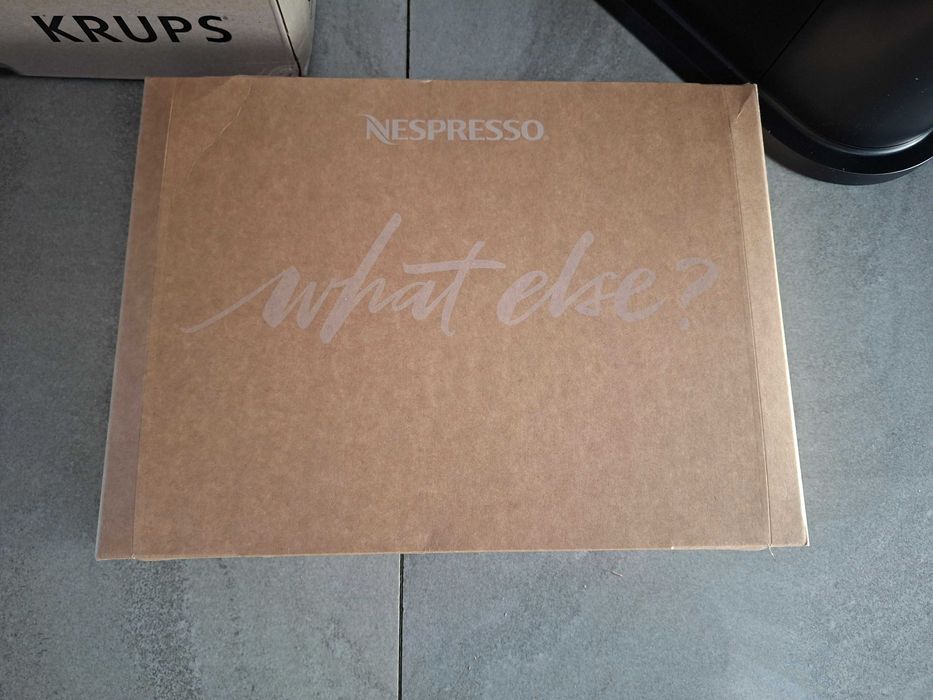 KRUPS
NESPRESSO
what else?